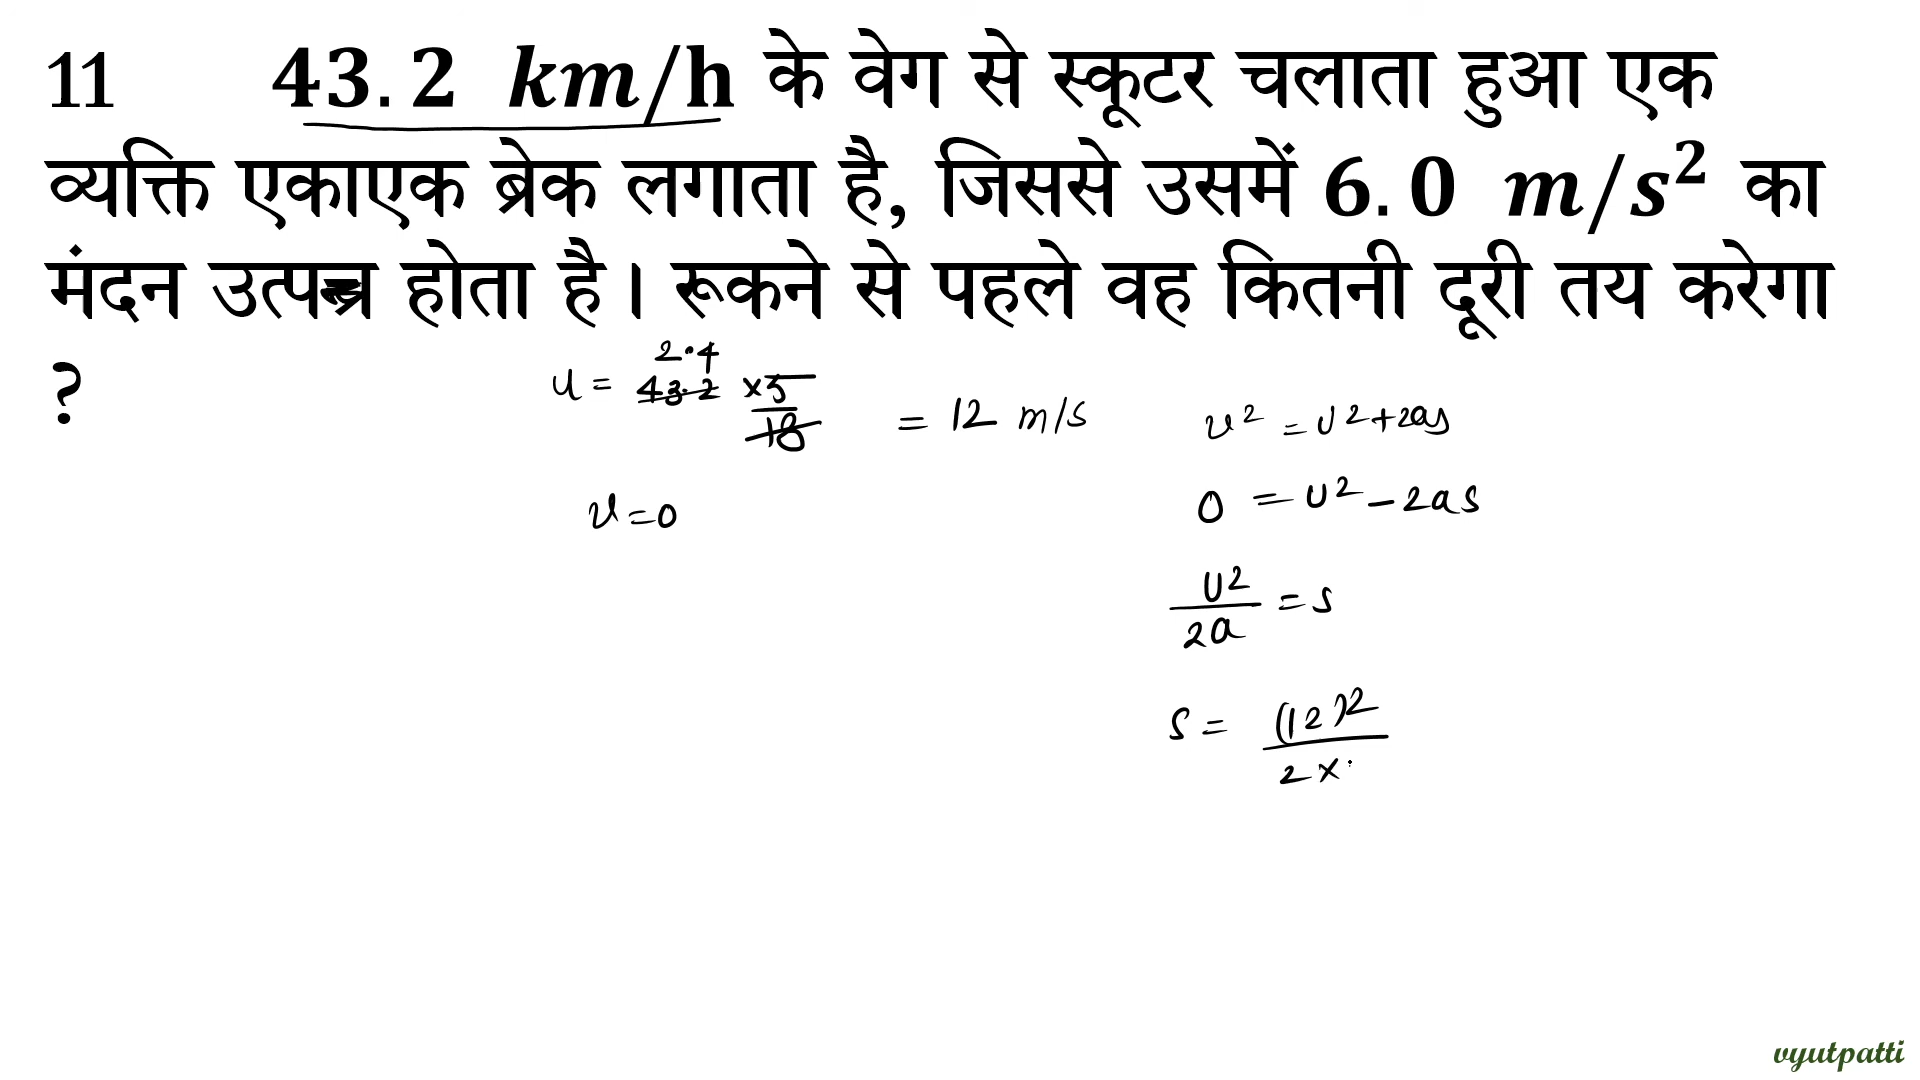 11 43.2 km/h के वेग से स्कूटर चलाता हुआ एक
व्यक्ति एकाएक ब्रेक लगाता है, जिससे उसमें 6.0 m/s² का
मंदन उत्पन्न होता है। रूकने से पहले वह कितनी दूरी तय करेगा
?
2.4
u = 43.2 × 5/18 = 12 m/s
v = 0
v² = u² + 2as
0 = u² - 2as
u²/2a = s
s = (12)²/2×
vyutpatti